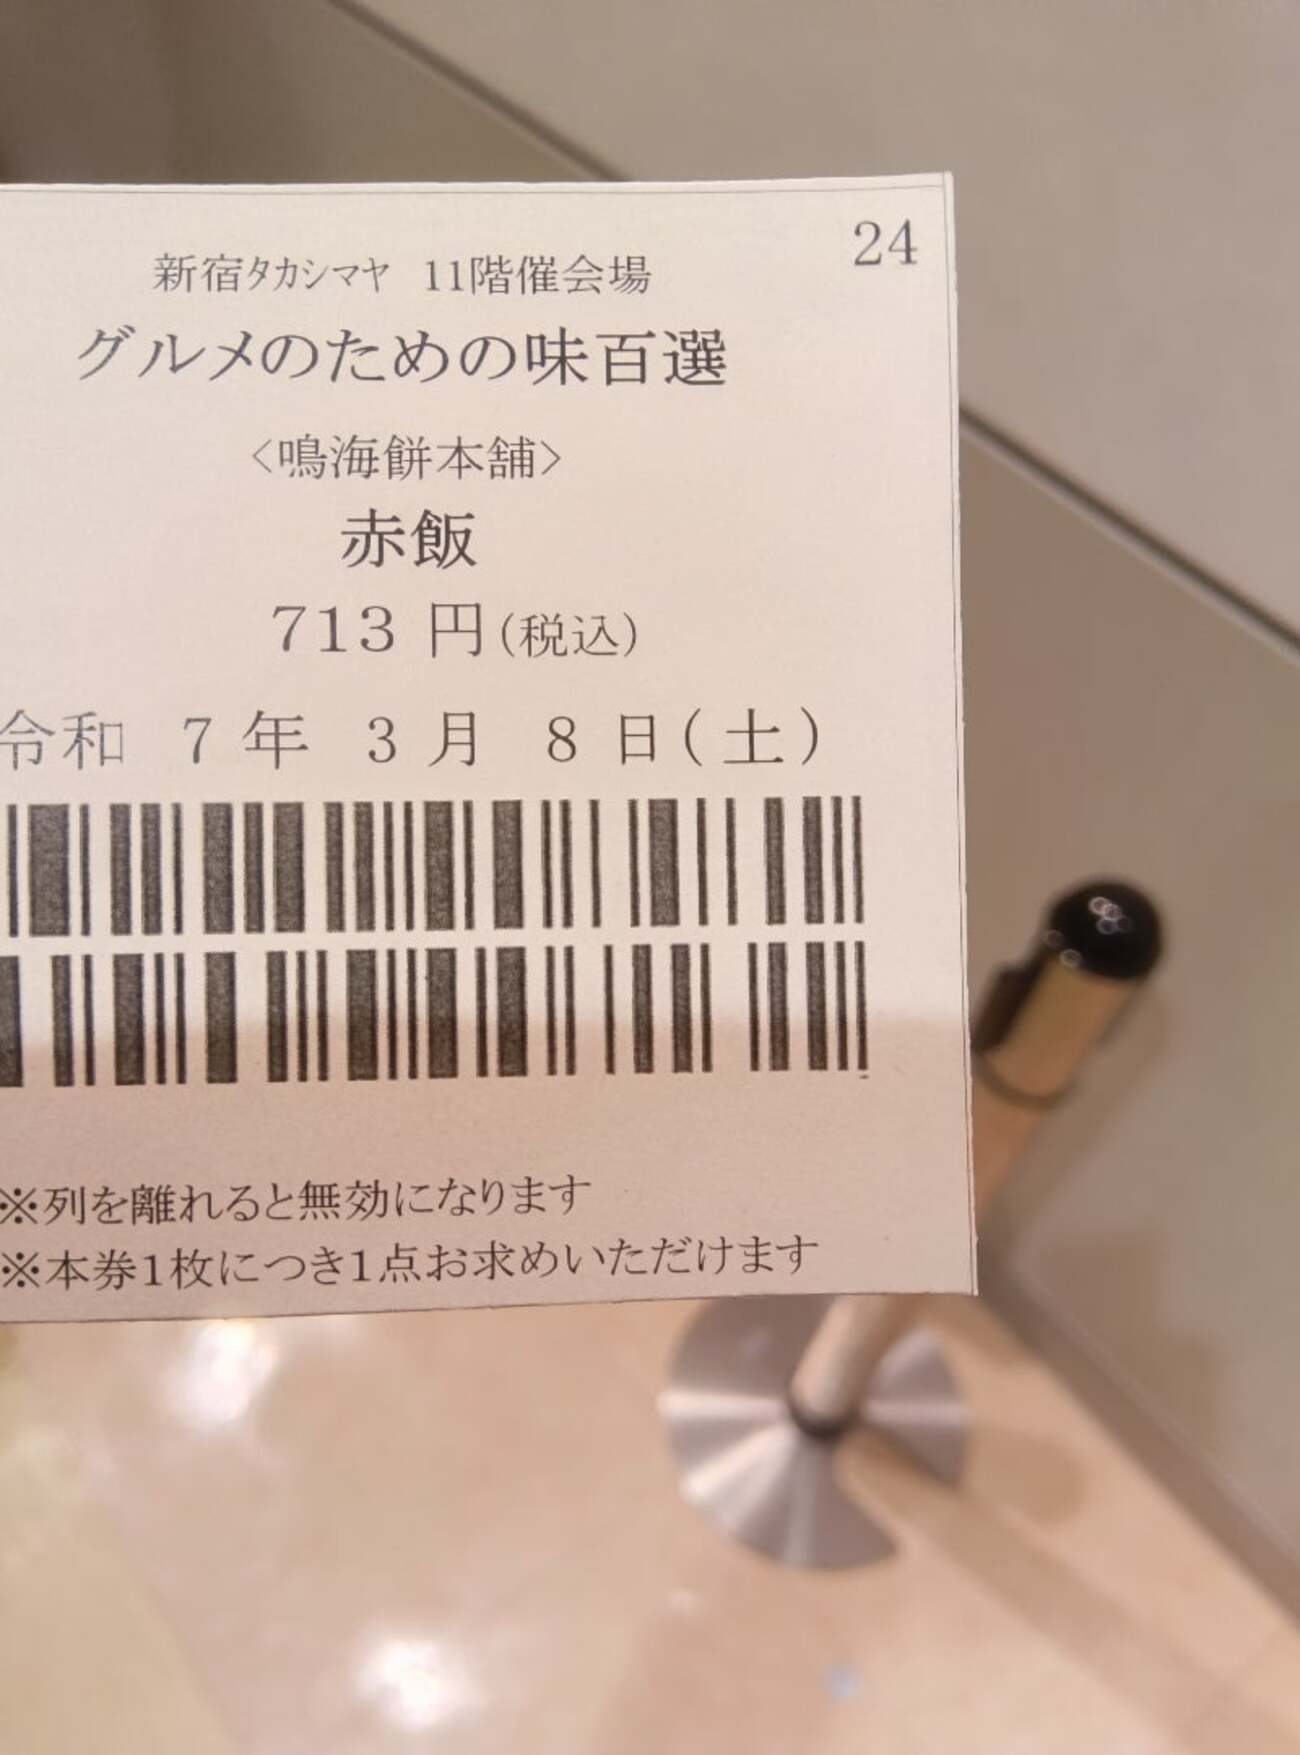 24
新宿タカシマヤ 11階催会場
グルメのための味百選
<鳴海餅本舗>
赤飯
713 円(税込)
令和 7 年 3 月 8 日(土)
※列を離れると無効になります
※本券1枚につき1点お求めいただけます